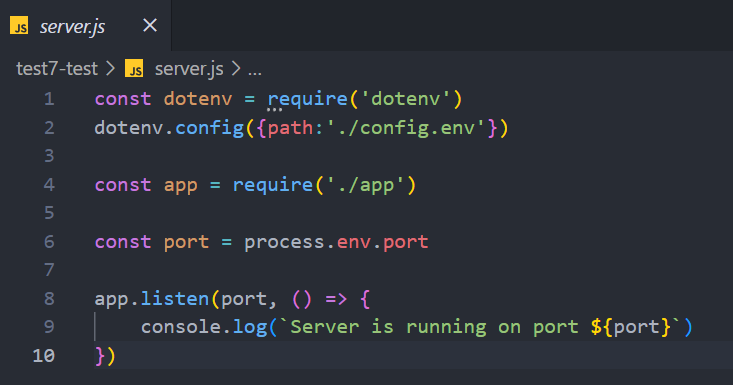 JS server.js ×
test7-test > JS server.js > ...
1 const dotenv = require('dotenv')
2 dotenv.config({path:'./config.env'})
3
4 const app = require('./app')
5
6 const port = process.env.port
7
8 app.listen(port, () => {
9     console.log(`Server is running on port ${port}`)
10 })